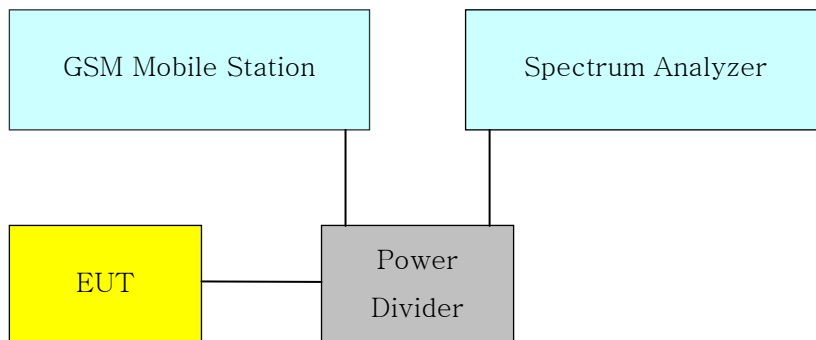 GSM Mobile Station
Spectrum Analyzer
EUT
Power
Divider